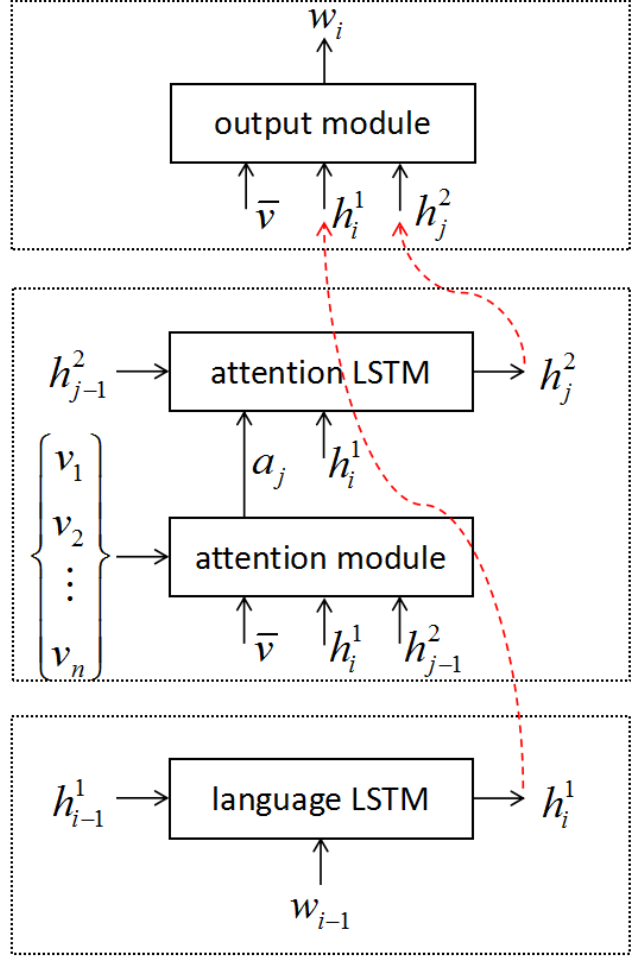 w_i
output module
v̄ h_i^1 h_j^2
h_{j-1}^2 attention LSTM h_j^2
a_j h_i^1
v_1
v_2
⋮
v_n
attention module
v̄ h_i^1 h_{j-1}^2
h_{i-1}^1 language LSTM h_i^1
w_{i-1}